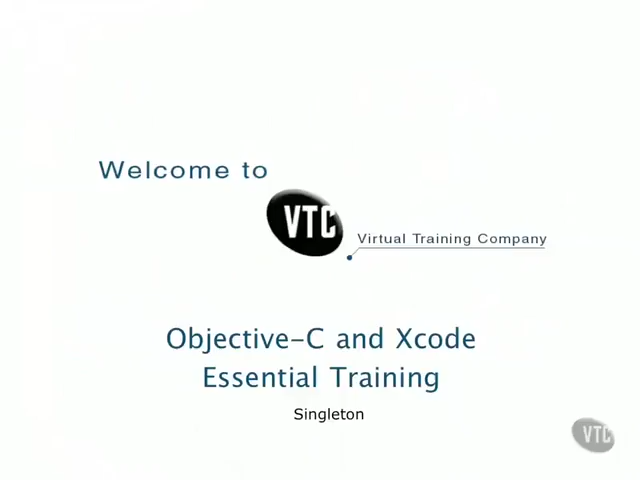 Welcome to
VTC
Virtual Training Company
Objective-C and Xcode
Essential Training
Singleton
VTC